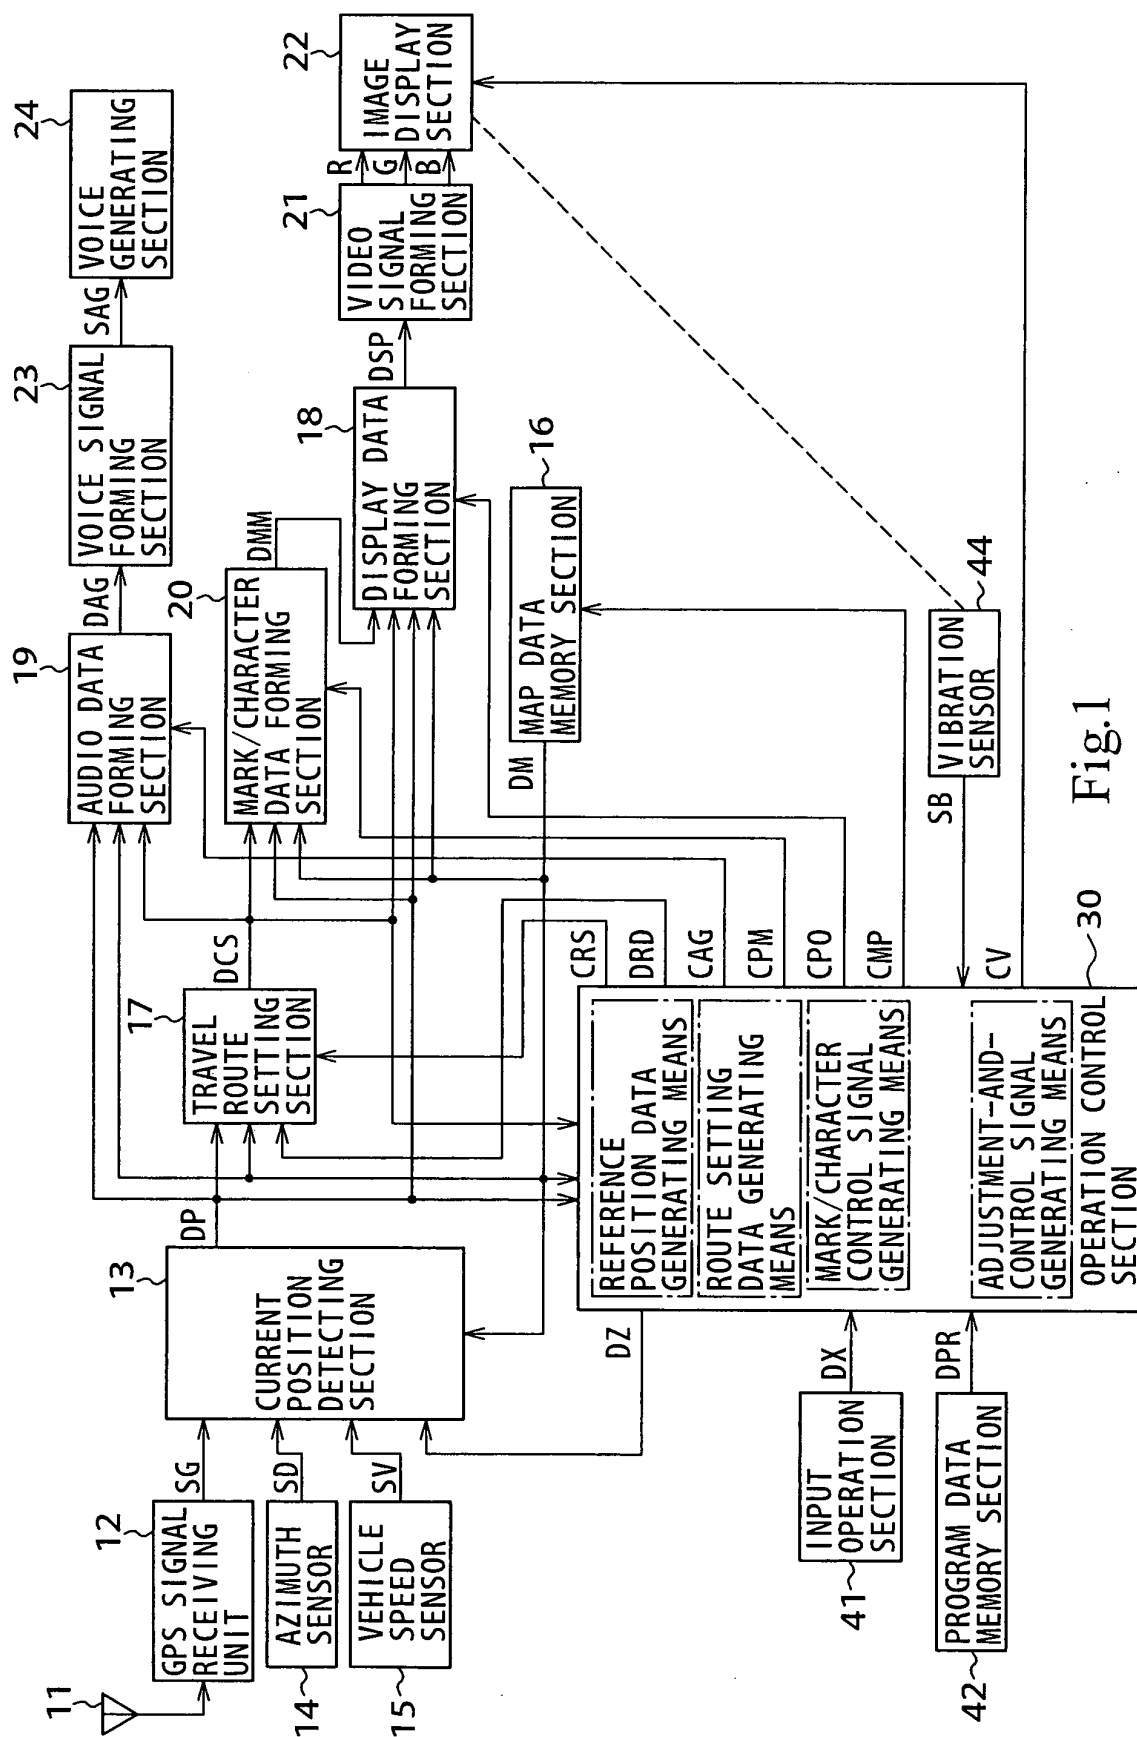 11
12
GPS SIGNAL
RECEIVING
UNIT
SG
14
AZIMUTH
SENSOR
SD
15
VEHICLE
SPEED
SENSOR
SV
13
CURRENT
POSITION
DETECTING
SECTION
DP
17
TRAVEL
ROUTE
SETTING
SECTION
DCS
19
AUDIO DATA
FORMING
SECTION
DAG
23
VOICE SIGNAL
FORMING
SECTION
SAG
24
VOICE
GENERATING
SECTION
20
MARK/CHARACTER
DATA FORMING
SECTION
DMM
18
DISPLAY DATA
FORMING
SECTION
DSP
21
VIDEO
SIGNAL
FORMING
SECTION
R
G
B
22
IMAGE
DISPLAY
SECTION
16
MAP DATA
MEMORY SECTION
DM
DZ
CRS
DRD
CAG
CPM
CPO
CMP
REFERENCE
POSITION DATA
GENERATING MEANS
ROUTE SETTING
DATA GENERATING
MEANS
MARK/CHARACTER
CONTROL SIGNAL
GENERATING MEANS
ADJUSTMENT-AND-
CONTROL SIGNAL
GENERATING MEANS
OPERATION CONTROL
SECTION
30
CV
SB
44
VIBRATION
SENSOR
41
INPUT
OPERATION
SECTION
DX
42
PROGRAM DATA
MEMORY SECTION
DPR
Fig.1